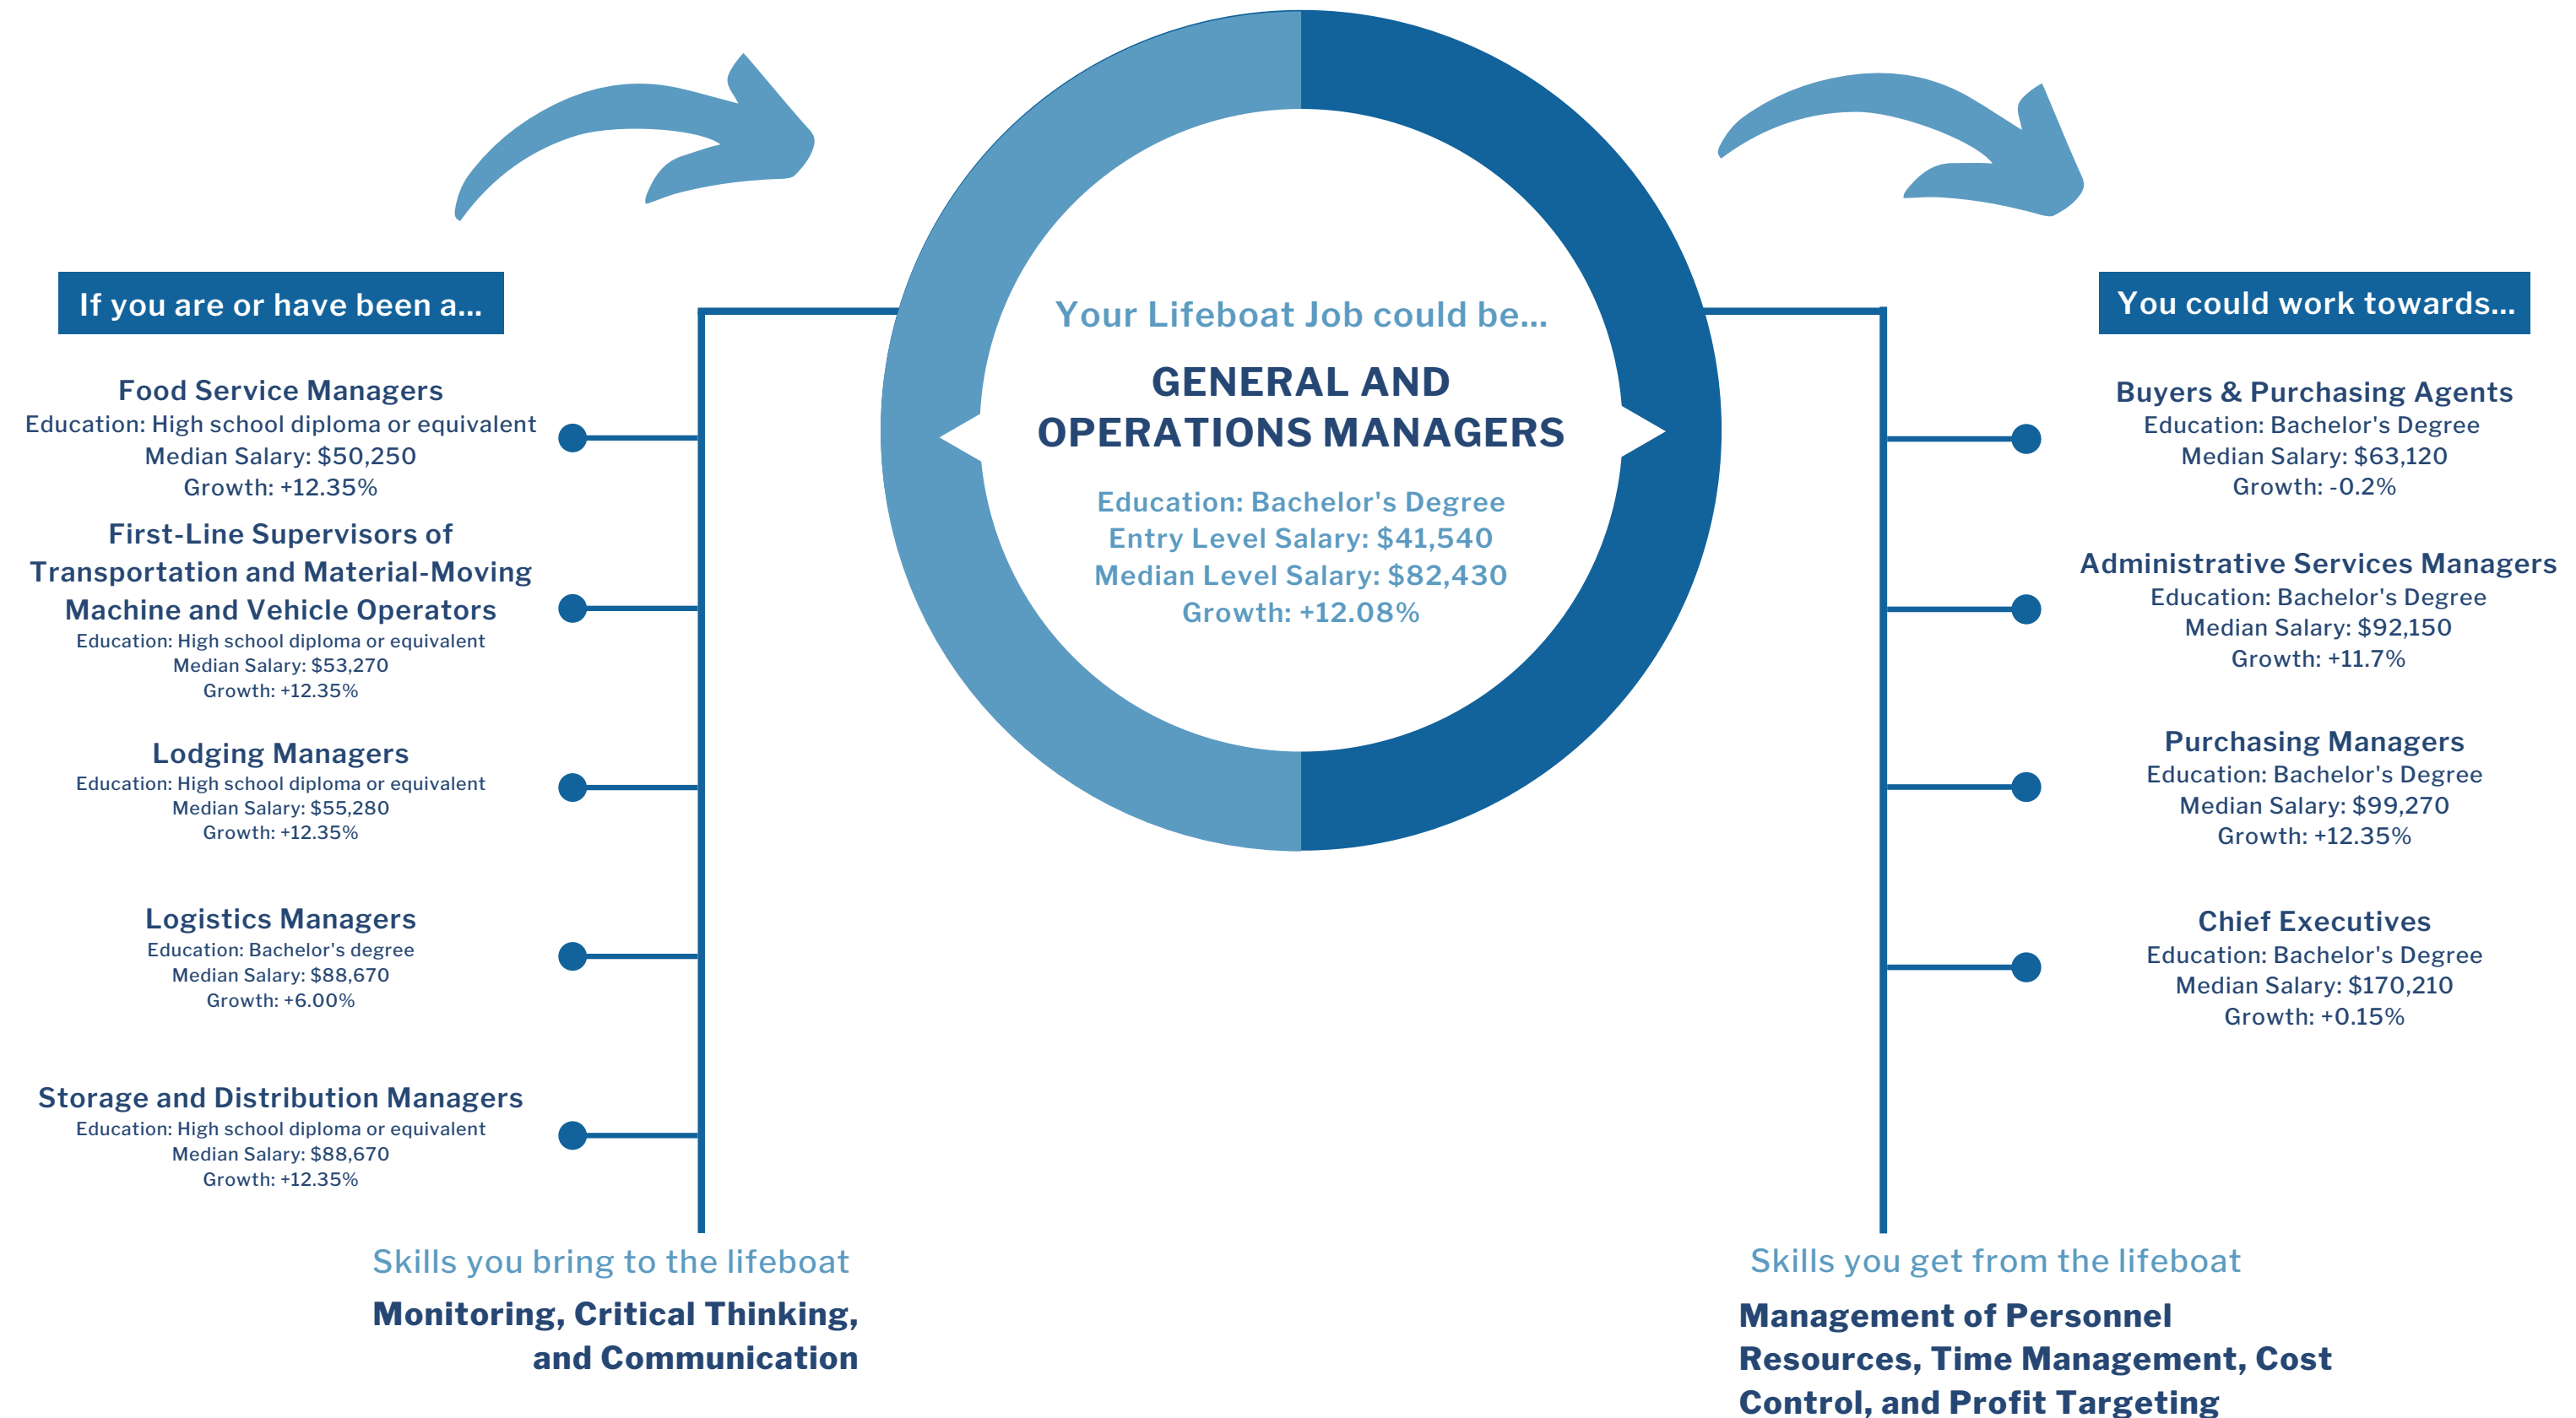 If you are or have been a...
Food Service Managers
Education: High school diploma or equivalent
Median Salary: $50,250
Growth: +12.35%
First-Line Supervisors of
Transportation and Material-Moving
Machine and Vehicle Operators
Education: High school diploma or equivalent
Median Salary: $53,270
Growth: +12.35%
Lodging Managers
Education: High school diploma or equivalent
Median Salary: $55,280
Growth: +12.35%
Logistics Managers
Education: Bachelor's degree
Median Salary: $88,670
Growth: +6.00%
Storage and Distribution Managers
Education: High school diploma or equivalent
Median Salary: $88,670
Growth: +12.35%
Skills you bring to the lifeboat
Monitoring, Critical Thinking,
and Communication
Your Lifeboat Job could be...
GENERAL AND
OPERATIONS MANAGERS
Education: Bachelor's Degree
Entry Level Salary: $41,540
Median Level Salary: $82,430
Growth: +12.08%
You could work towards...
Buyers & Purchasing Agents
Education: Bachelor's Degree
Median Salary: $63,120
Growth: -0.2%
Administrative Services Managers
Education: Bachelor's Degree
Median Salary: $92,150
Growth: +11.7%
Purchasing Managers
Education: Bachelor's Degree
Median Salary: $99,270
Growth: +12.35%
Chief Executives
Education: Bachelor's Degree
Median Salary: $170,210
Growth: +0.15%
Skills you get from the lifeboat
Management of Personnel
Resources, Time Management, Cost
Control, and Profit Targeting